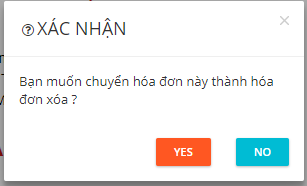 XÁC NHẬN
Bạn muốn chuyển hóa đơn này thành hóa
đơn xóa ?
YES
NO